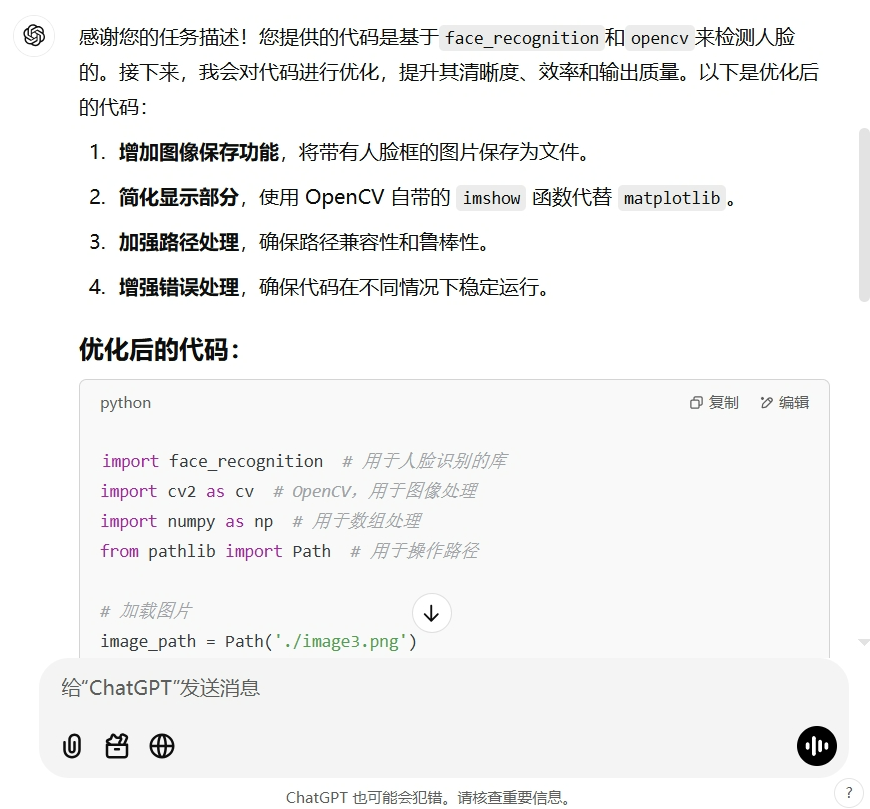 感谢您的任务描述！您提供的代码是基于 face_recognition 和 opencv 来检测人脸
的。接下来，我会对代码进行优化，提升其清晰度、效率和输出质量。以下是优化后
的代码：
1. 增加图像保存功能，将带有人脸框的图片保存为文件。
2. 简化显示部分，使用 OpenCV 自带的 imshow 函数代替 matplotlib 。
3. 加强路径处理，确保路径兼容性和鲁棒性。
4. 增强错误处理，确保代码在不同情况下稳定运行。
优化后的代码：
python 复制 编辑
import face_recognition  # 用于人脸识别的库
import cv2 as cv  # OpenCV，用于图像处理
import numpy as np  # 用于数组处理
from pathlib import Path  # 用于操作路径
# 加载图片
image_path = Path('./image3.png')
给“ChatGPT”发送消息
ChatGPT 也可能会犯错。请核查重要信息。
?